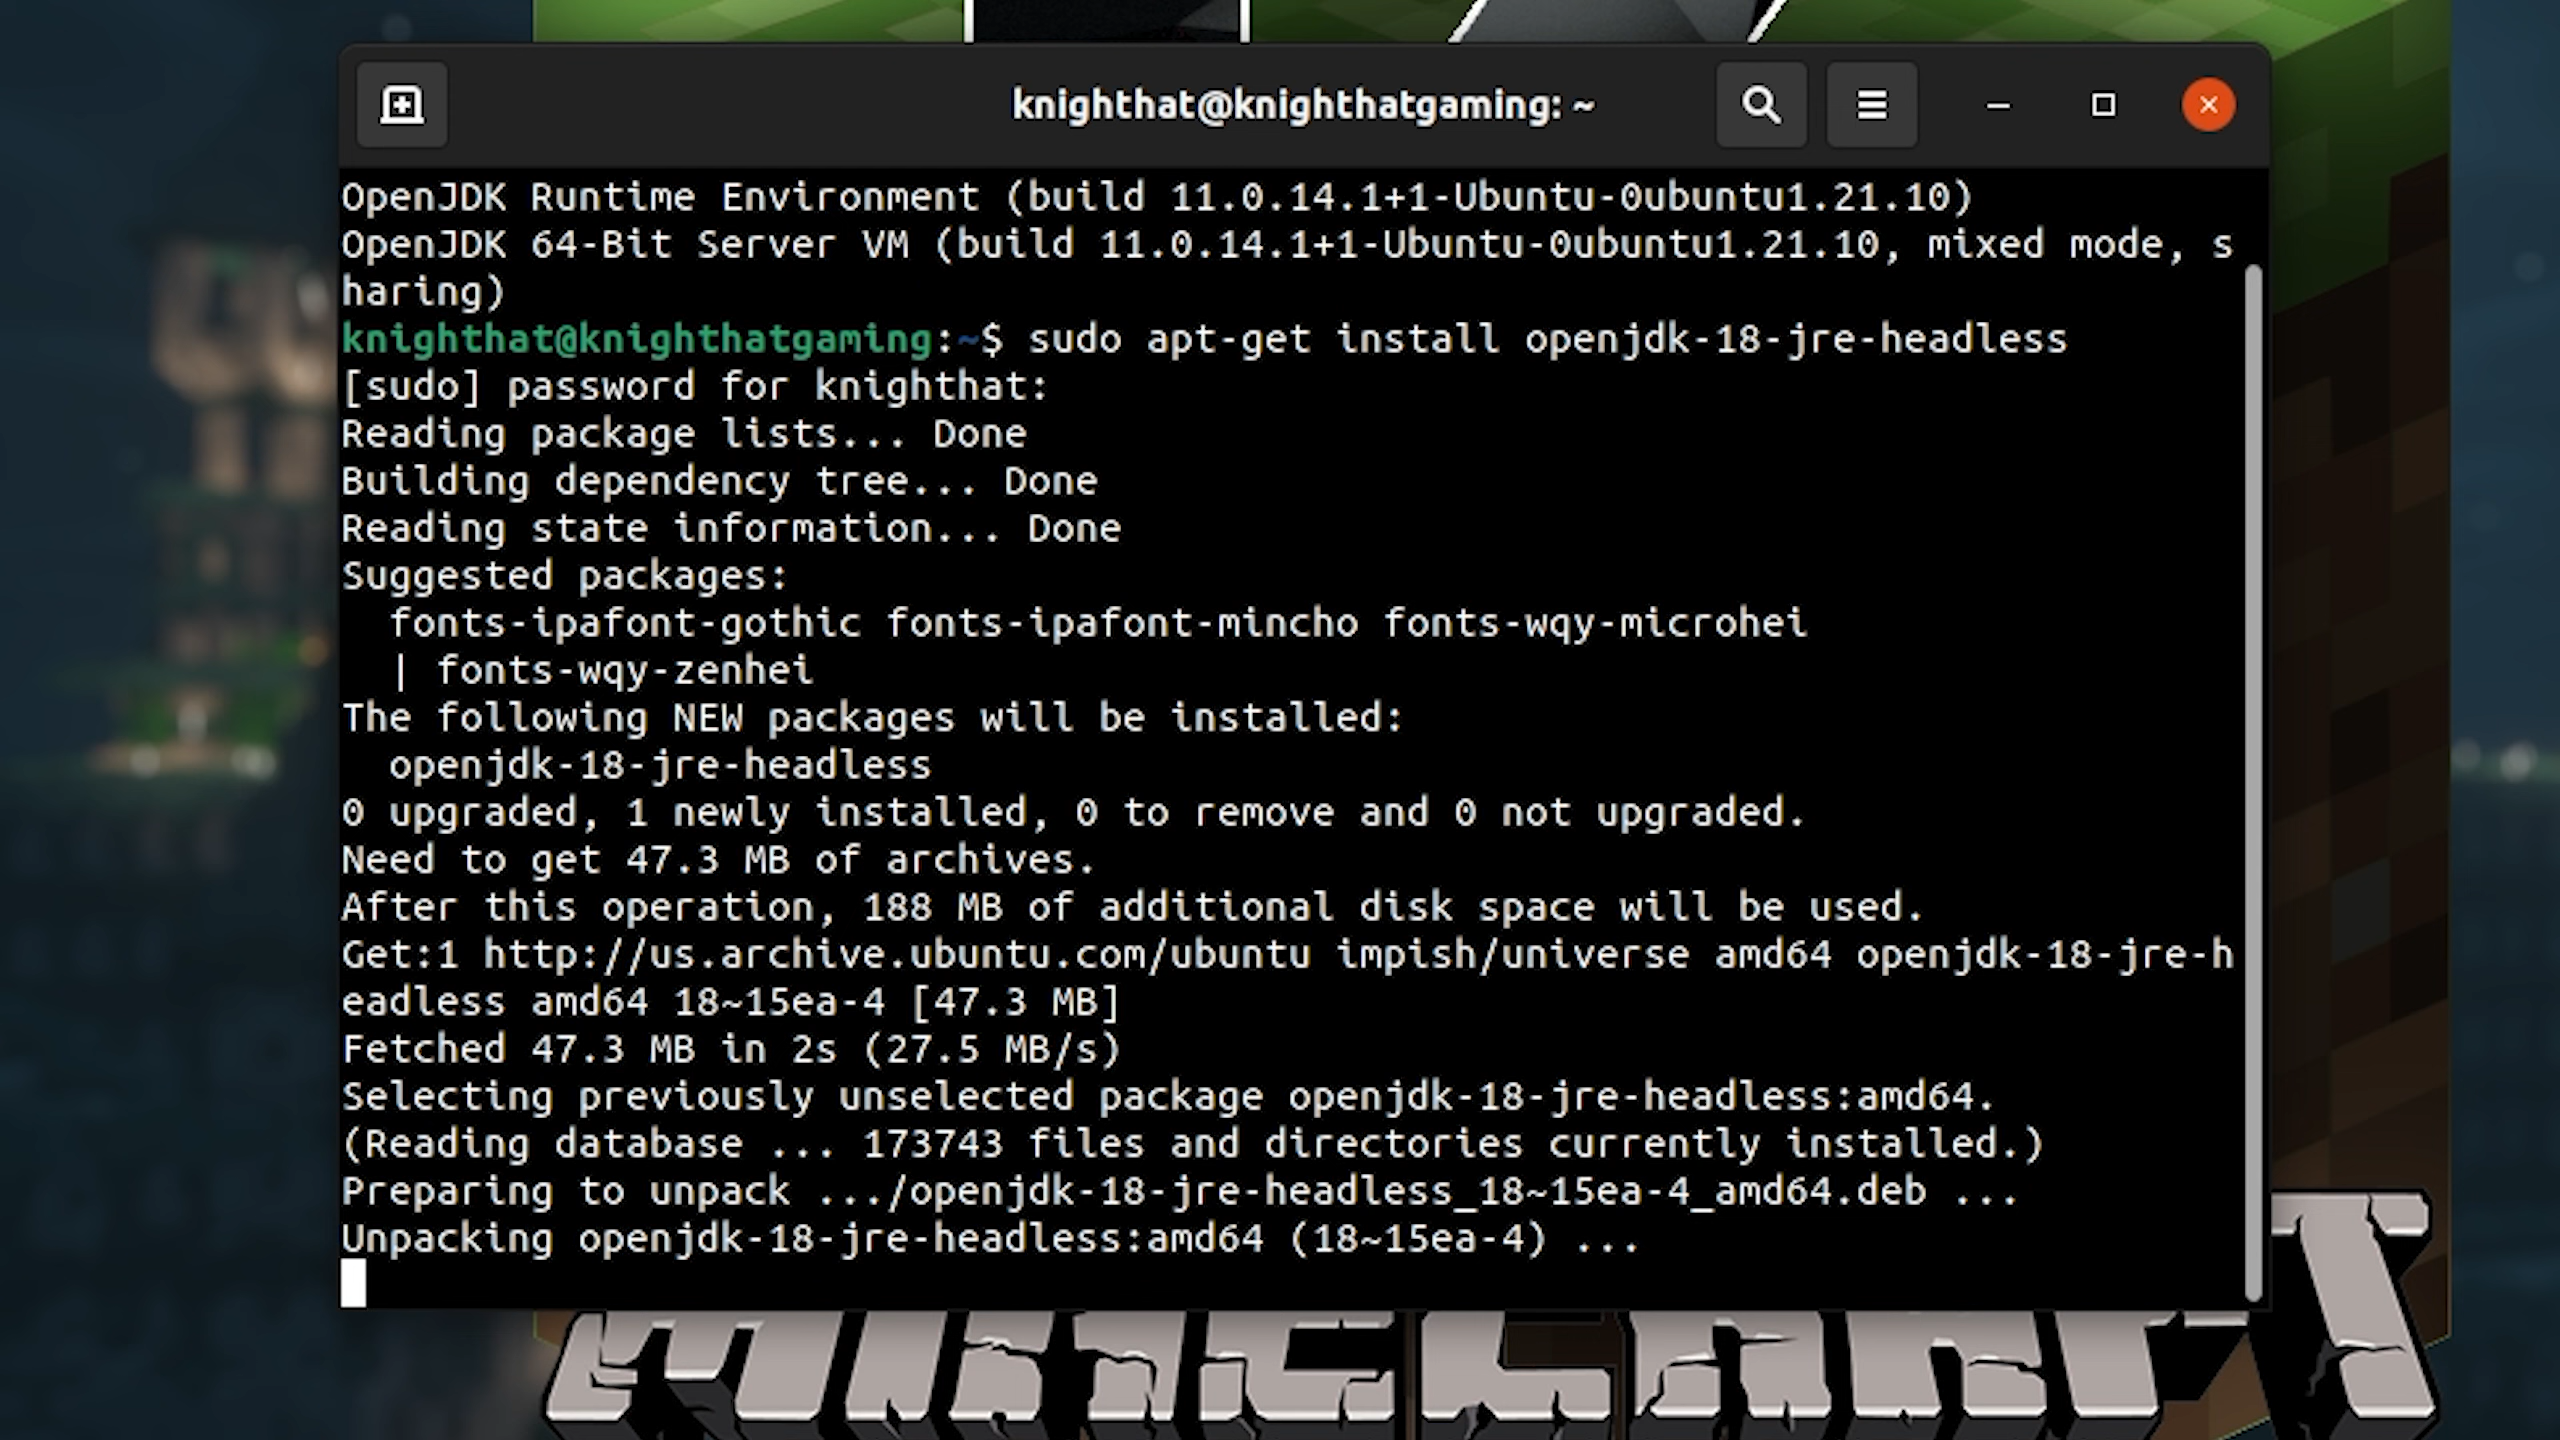 knighthat@knighthatgaming: ~
OpenJDK Runtime Environment (build 11.0.14.1+1-Ubuntu-0ubuntu1.21.10)
OpenJDK 64-Bit Server VM (build 11.0.14.1+1-Ubuntu-0ubuntu1.21.10, mixed mode, s
haring)
knighthat@knighthatgaming:~$ sudo apt-get install openjdk-18-jre-headless
[sudo] password for knighthat:
Reading package lists... Done
Building dependency tree... Done
Reading state information... Done
Suggested packages:
  fonts-ipafont-gothic fonts-ipafont-mincho fonts-wqy-microhei
  | fonts-wqy-zenhei
The following NEW packages will be installed:
  openjdk-18-jre-headless
0 upgraded, 1 newly installed, 0 to remove and 0 not upgraded.
Need to get 47.3 MB of archives.
After this operation, 188 MB of additional disk space will be used.
Get:1 http://us.archive.ubuntu.com/ubuntu impish/universe amd64 openjdk-18-jre-h
eadless amd64 18~15ea-4 [47.3 MB]
Fetched 47.3 MB in 2s (27.5 MB/s)
Selecting previously unselected package openjdk-18-jre-headless:amd64.
(Reading database ... 173743 files and directories currently installed.)
Preparing to unpack .../openjdk-18-jre-headless_18~15ea-4_amd64.deb ...
Unpacking openjdk-18-jre-headless:amd64 (18~15ea-4) ...
MINECRAFT